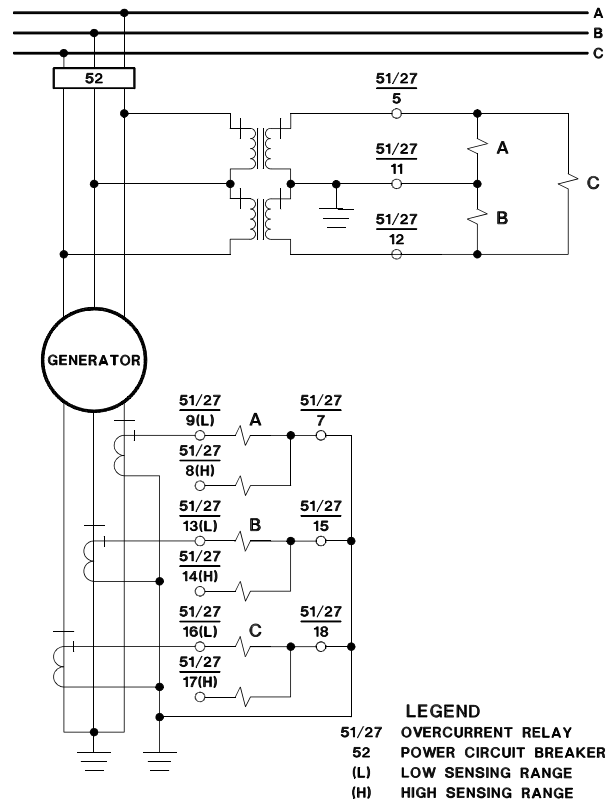 A
B
C
52
51/27
5
51/27
11
51/27
12
A
B
C
GENERATOR
51/27
9(L)
A
51/27
7
51/27
8(H)
51/27
13(L)
B
51/27
15
51/27
14(H)
51/27
16(L)
C
51/27
18
51/27
17(H)
LEGEND
51/27 OVERCURRENT RELAY
52 POWER CIRCUIT BREAKER
(L) LOW SENSING RANGE
(H) HIGH SENSING RANGE